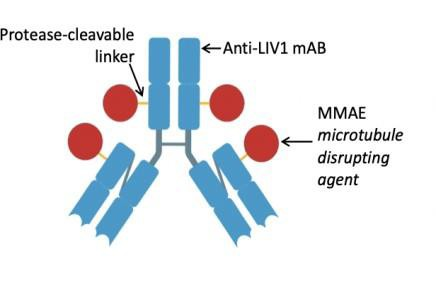 Protease-cleavable
linker
Anti-LIV1 mAB
MMAE
microtubule
disrupting
agent